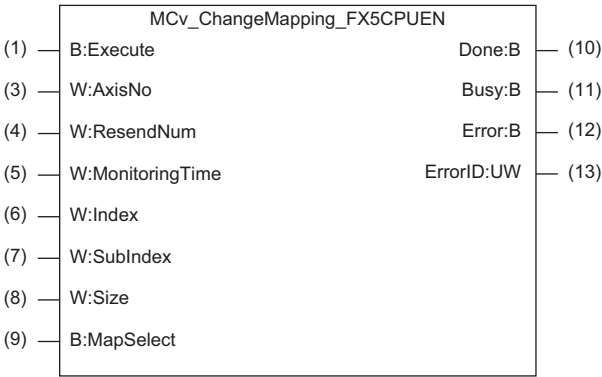 MCv_ChangeMapping_FX5CPUEN
(1) B:Execute Done:B (10)
(3) W:AxisNo Busy:B (11)
(4) W:ResendNum Error:B (12)
(5) W:MonitoringTime ErrorID:UW (13)
(6) W:Index
(7) W:SubIndex
(8) W:Size
(9) B:MapSelect